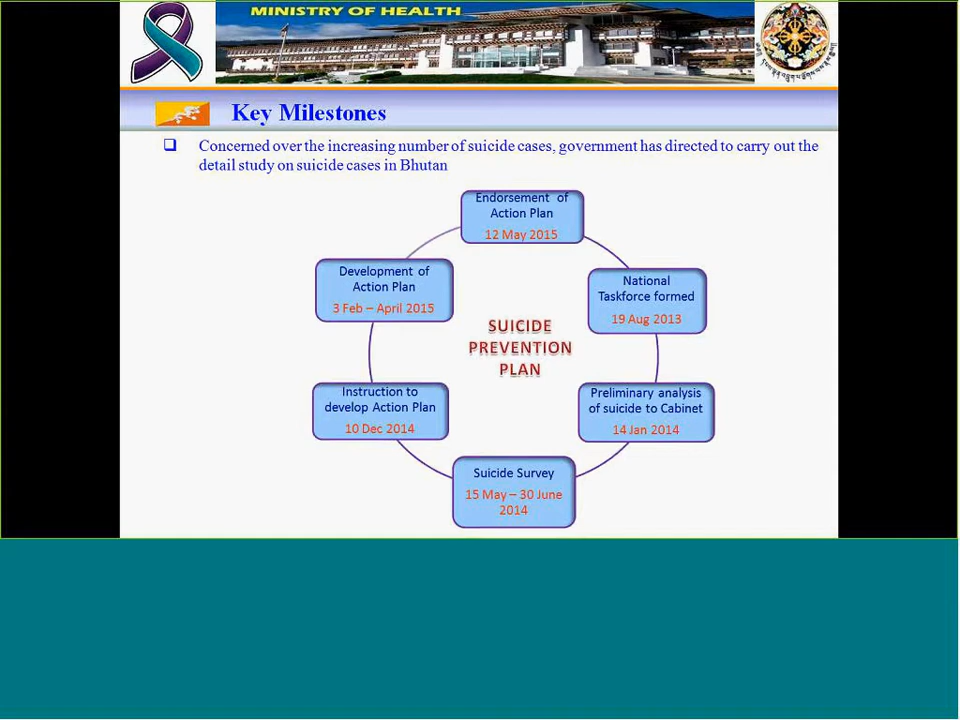 MINISTRY OF HEALTH
Key Milestones
Concerned over the increasing number of suicide cases, government has directed to carry out the
detail study on suicide cases in Bhutan
Endorsement of
Action Plan
12 May 2015
National
Taskforce formed
19 Aug 2013
Preliminary analysis
of suicide to Cabinet
14 Jan 2014
Suicide Survey
15 May – 30 June
2014
Instruction to
develop Action Plan
10 Dec 2014
Development of
Action Plan
3 Feb – April 2015
SUICIDE
PREVENTION
PLAN